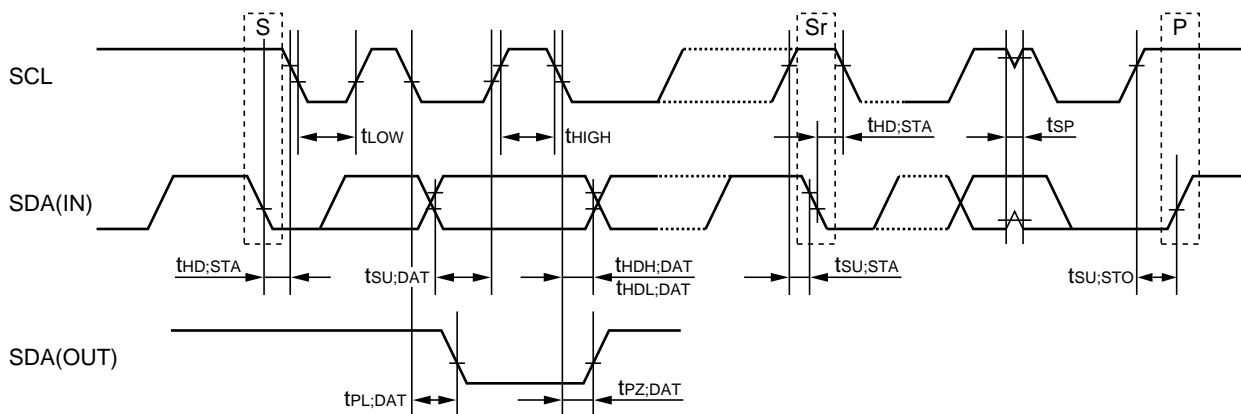 S Sr P
SCL
tLOW tHIGH tHD;STA tSP
SDA(IN)
tHD;STA tSU;DAT tHDH;DAT tSU;STA tSU;STO
tHDL;DAT
SDA(OUT)
tPL;DAT tPZ;DAT